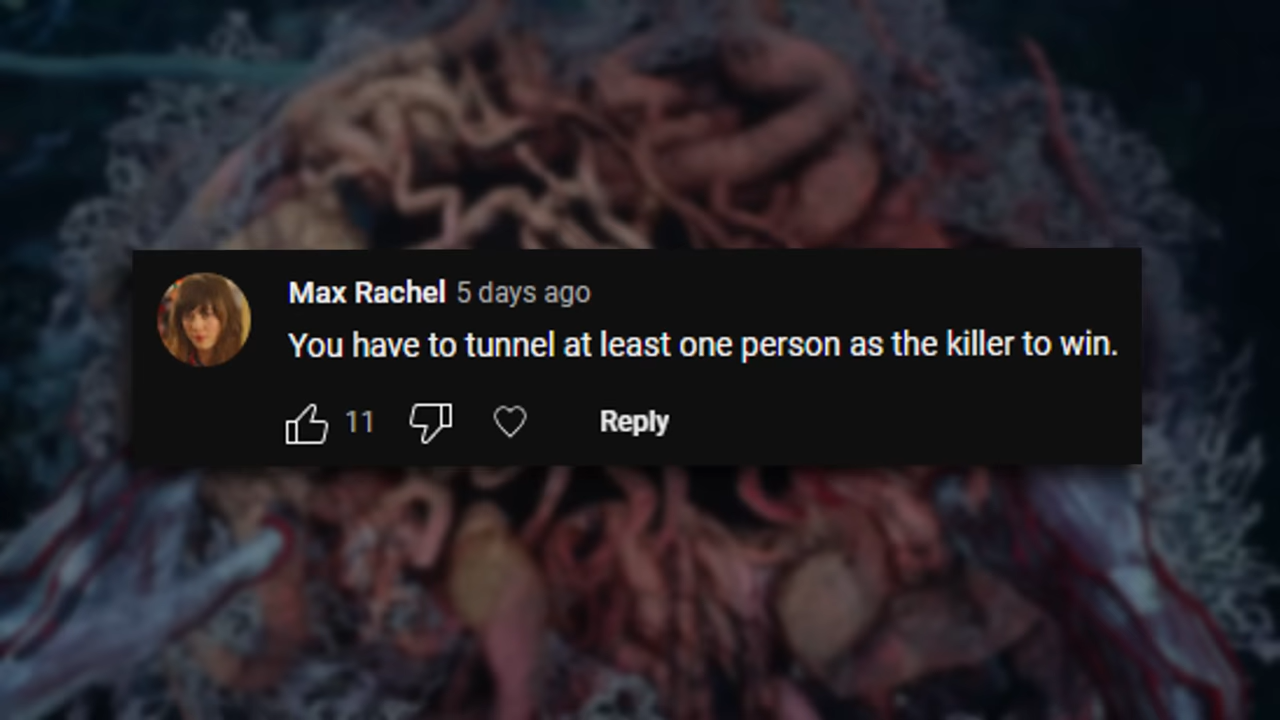 Max Rachel 5 days ago
You have to tunnel at least one person as the killer to win.
11 Reply